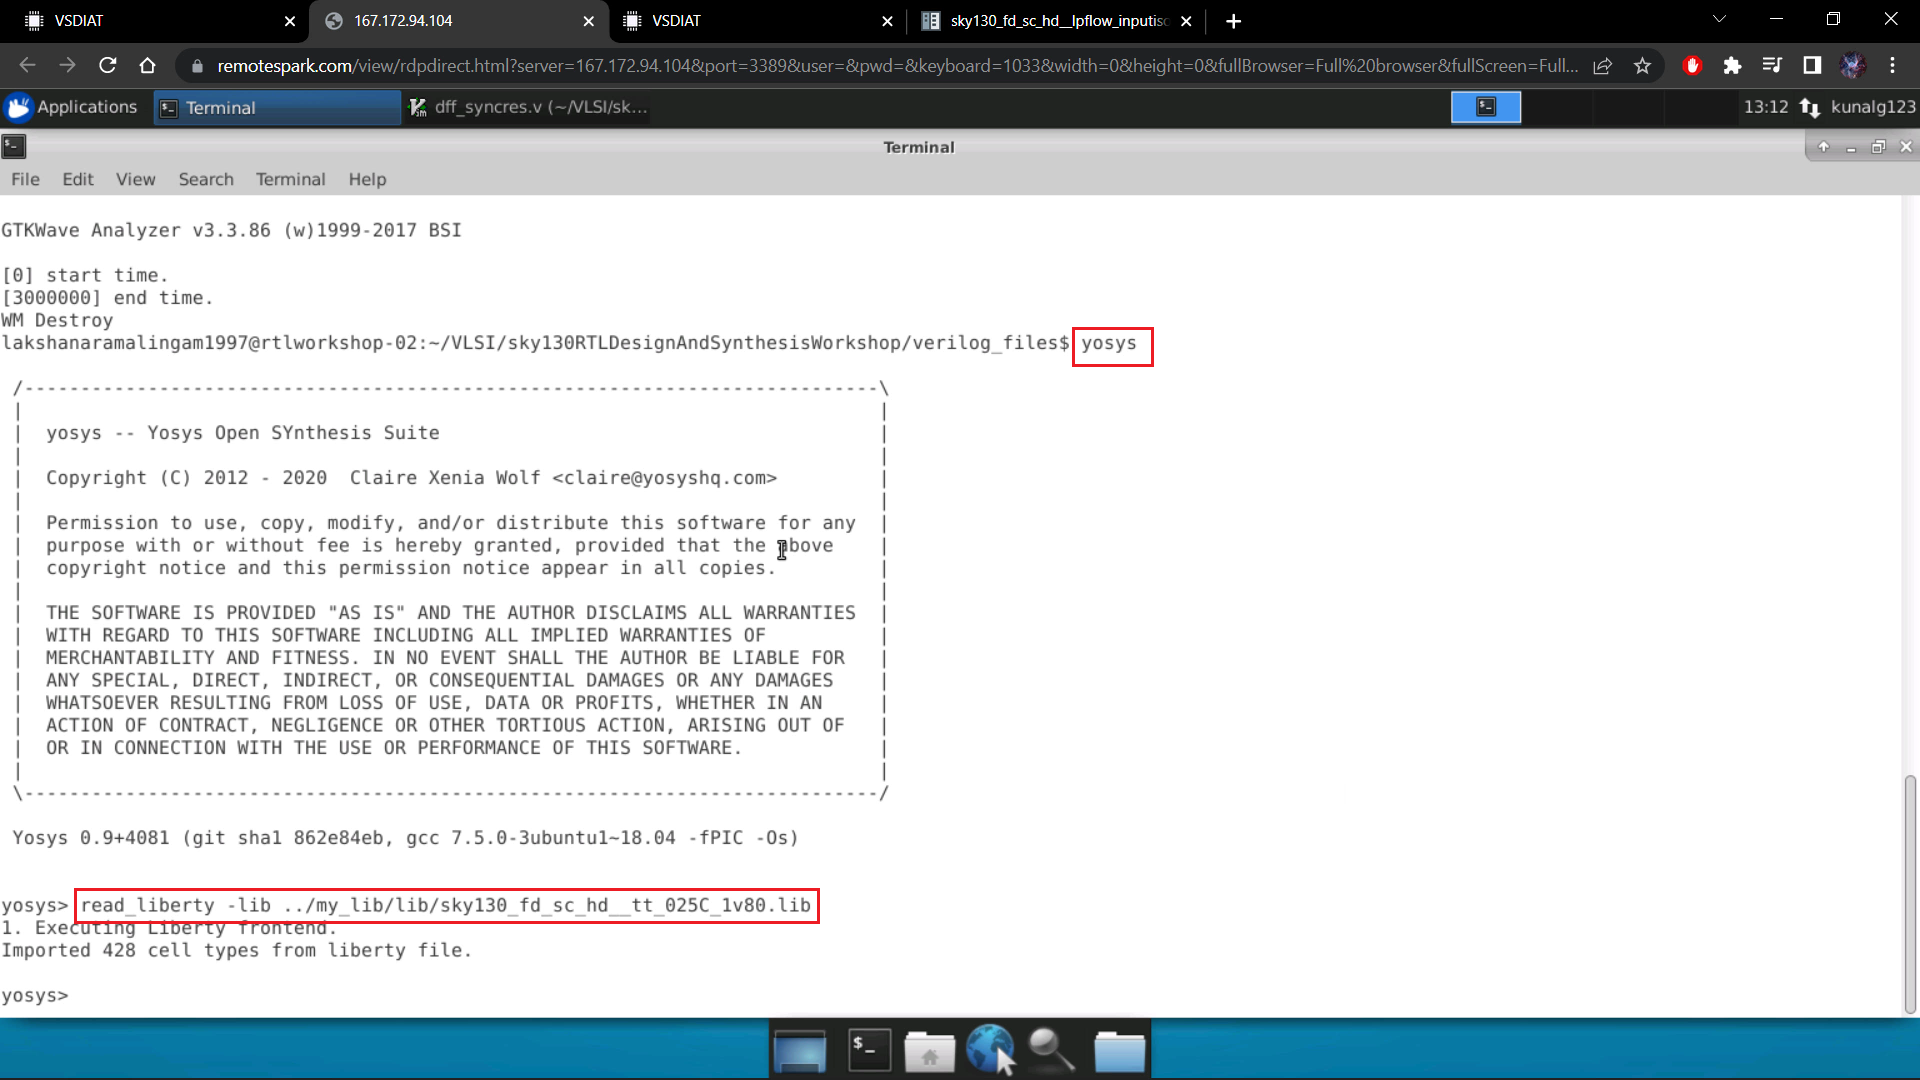 VSDIAT
167.172.94.104
VSDIAT
sky130_fd_sc_hd__lpflow_inputiso
remotespark.com/view/rdpdirect.html?server=167.172.94.104&port=3389&user=&pwd=&keyboard=1033&width=0&height=0&fullBrowser=Full%20browser&fullScreen=Full...
Applications
Terminal
dff_syncres.v (~/VLSI/sk...
13:12
kunalg123
Terminal
File Edit View Search Terminal Help
GTKWave Analyzer v3.3.86 (w)1999-2017 BSI
[0] start time.
[3000000] end time.
WM Destroy
lakshanaramalingam1997@rtlworkshop-02:~/VLSI/sky130RTLDesignAndSynthesisWorkshop/verilog_files$ yosys
/----------------------------------------------------------------------------\
yosys -- Yosys Open SYnthesis Suite
Copyright (C) 2012 - 2020  Claire Xenia Wolf <claire@yosyshq.com>
Permission to use, copy, modify, and/or distribute this software for any
purpose with or without fee is hereby granted, provided that the above
copyright notice and this permission notice appear in all copies.
THE SOFTWARE IS PROVIDED "AS IS" AND THE AUTHOR DISCLAIMS ALL WARRANTIES
WITH REGARD TO THIS SOFTWARE INCLUDING ALL IMPLIED WARRANTIES OF
MERCHANTABILITY AND FITNESS. IN NO EVENT SHALL THE AUTHOR BE LIABLE FOR
ANY SPECIAL, DIRECT, INDIRECT, OR CONSEQUENTIAL DAMAGES OR ANY DAMAGES
WHATSOEVER RESULTING FROM LOSS OF USE, DATA OR PROFITS, WHETHER IN AN
ACTION OF CONTRACT, NEGLIGENCE OR OTHER TORTIOUS ACTION, ARISING OUT OF
OR IN CONNECTION WITH THE USE OR PERFORMANCE OF THIS SOFTWARE.
\----------------------------------------------------------------------------/
Yosys 0.9+4081 (git sha1 862e84eb, gcc 7.5.0-3ubuntu1~18.04 -fPIC -Os)
yosys> read_liberty -lib ../my_lib/lib/sky130_fd_sc_hd__tt_025C_1v80.lib
1. Executing Liberty frontend.
Imported 428 cell types from liberty file.
yosys>